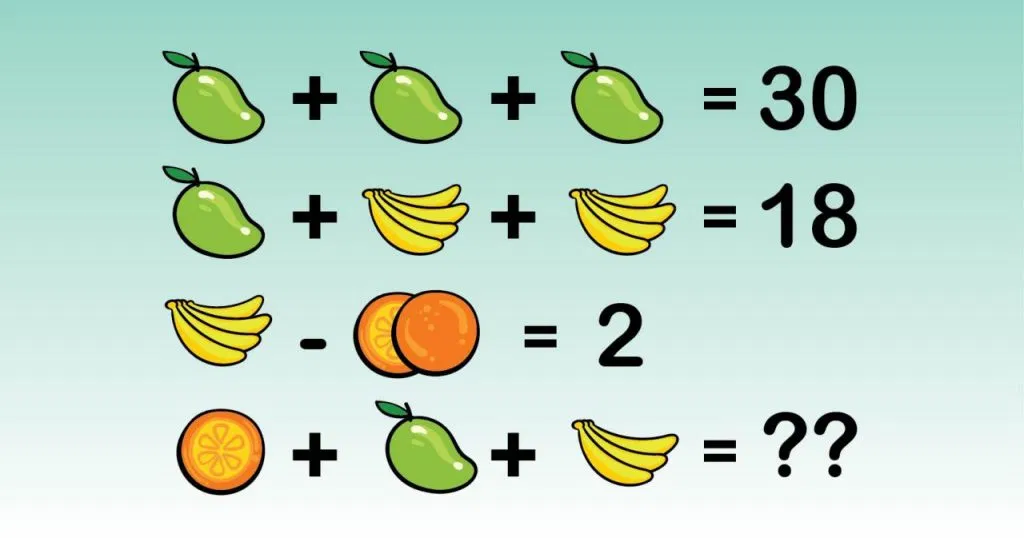 + + = 30
+ + = 18
- = 2
+ + = ??